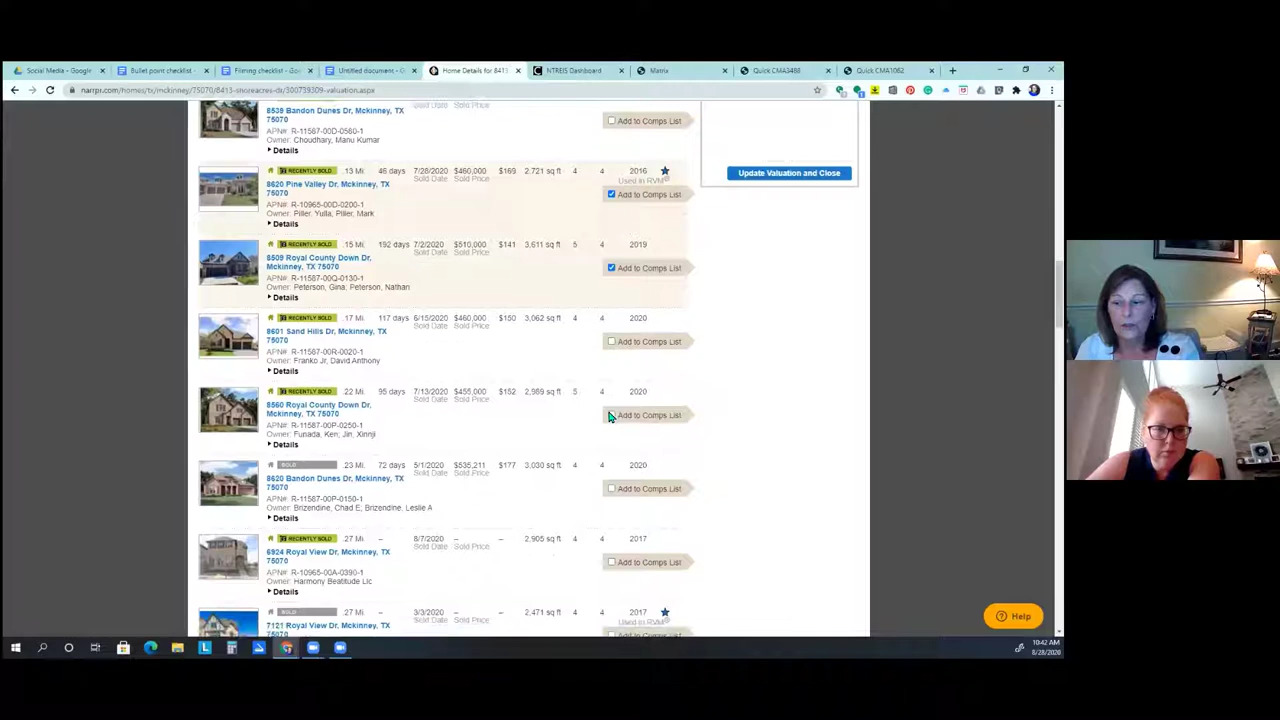 Social Media - Google
Bullet point checklist -
Filming checklist - Goo
Untitled document - G
Home Details for 8413
NTREIS Dashboard
Matrix
Quick CMA3488
Quick CMA1062
narrpr.com/homes/tx/mckinney/75070/8413-shoreacres-dr/300739309-valuation.aspx
Sold Date Sold Price
8539 Bandon Dunes Dr, Mckinney, TX
75070
APN#: R-11587-00D-0560-1
Owner: Choudhary, Manu Kumar
Details
Add to Comps List
Update Valuation and Close
RECENTLY SOLD .13 Mi. 46 days 7/28/2020 $460,000 $169 2,721 sq ft 4 4 2016
Sold Date Sold Price Used in RVM
8620 Pine Valley Dr, Mckinney, TX
75070
APN#: R-10965-00D-0200-1
Owner: Piller, Yulia, Piller, Mark
Details
Add to Comps List
RECENTLY SOLD .15 Mi. 192 days 7/2/2020 $510,000 $141 3,611 sq ft 5 4 2019
Sold Date Sold Price
8509 Royal County Down Dr,
Mckinney, TX 75070
APN#: R-11587-00Q-0130-1
Owner: Peterson, Gina; Peterson, Nathan
Details
Add to Comps List
RECENTLY SOLD .17 Mi. 117 days 6/15/2020 $460,000 $150 3,062 sq ft 4 4 2020
Sold Date Sold Price
8601 Sand Hills Dr, Mckinney, TX
75070
APN#: R-11587-00R-0020-1
Owner: Franko Jr, David Anthony
Details
Add to Comps List
RECENTLY SOLD .22 Mi. 95 days 7/13/2020 $455,000 $152 2,989 sq ft 5 4 2020
Sold Date Sold Price
8560 Royal County Down Dr,
Mckinney, TX 75070
APN#: R-11587-00P-0250-1
Owner: Funada, Ken; Jin, Xinnji
Details
Add to Comps List
SOLD .23 Mi. 72 days 5/1/2020 $535,211 $177 3,030 sq ft 4 4 2020
Sold Date Sold Price
8620 Bandon Dunes Dr, Mckinney, TX
75070
APN#: R-11587-00P-0150-1
Owner: Brizendine, Chad E; Brizendine, Leslie A
Details
Add to Comps List
RECENTLY SOLD .27 Mi. – 8/7/2020 – – 2,905 sq ft 4 4 2017
Sold Date Sold Price
6924 Royal View Dr, Mckinney, TX
75070
APN#: R-10965-00A-0390-1
Owner: Harmony Beatitude Llc
Details
Add to Comps List
SOLD .27 Mi. – 3/3/2020 – – 2,471 sq ft 4 4 2017
Sold Date Sold Price Used in RVM
7121 Royal View Dr, Mckinney, TX
75070
Add to Comps List
Help
10:42 AM
8/28/2020